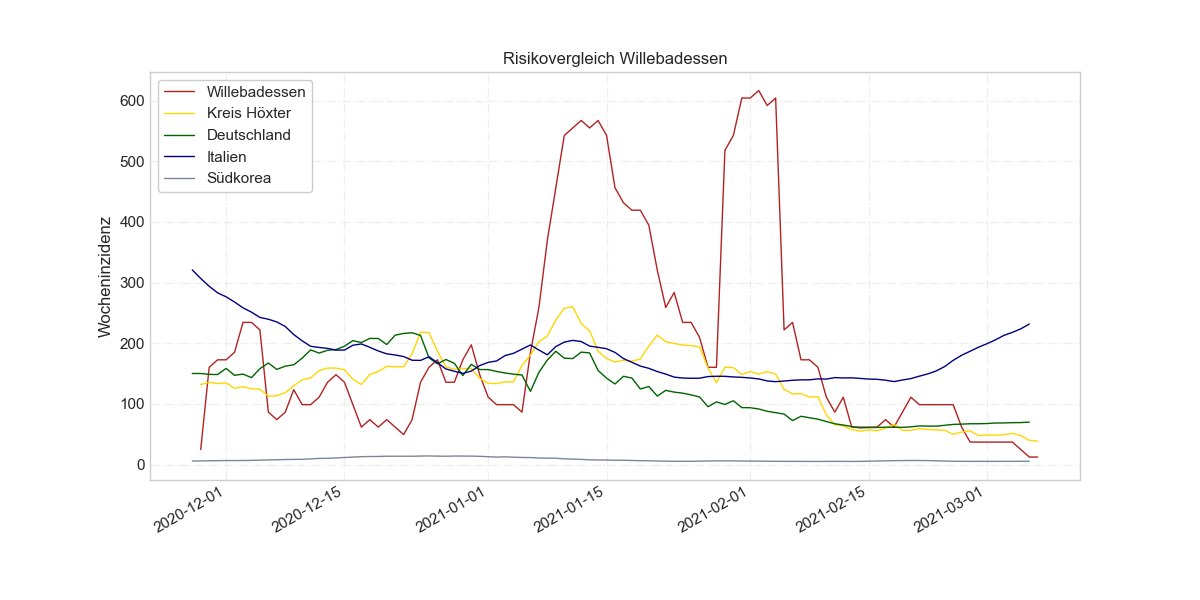 Risikovergleich Willebadessen
Willebadessen
Kreis Höxter
Deutschland
Italien
Südkorea
Wocheninzidenz
600
500
400
300
200
100
0
2020-12-01
2020-12-15
2021-01-01
2021-01-15
2021-02-01
2021-02-15
2021-03-01